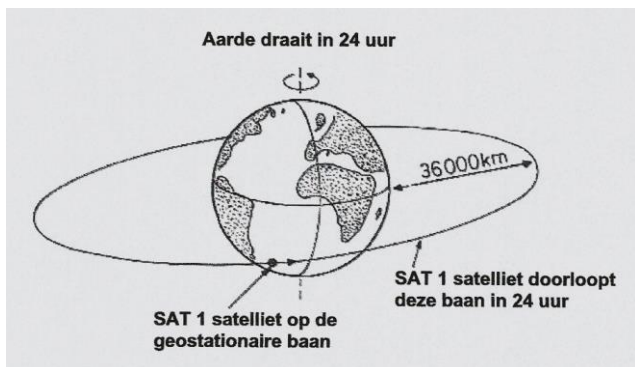 Aarde draait in 24 uur
36000km
SAT 1 satelliet doorloopt
deze baan in 24 uur
SAT 1 satelliet op de
geostationaire baan